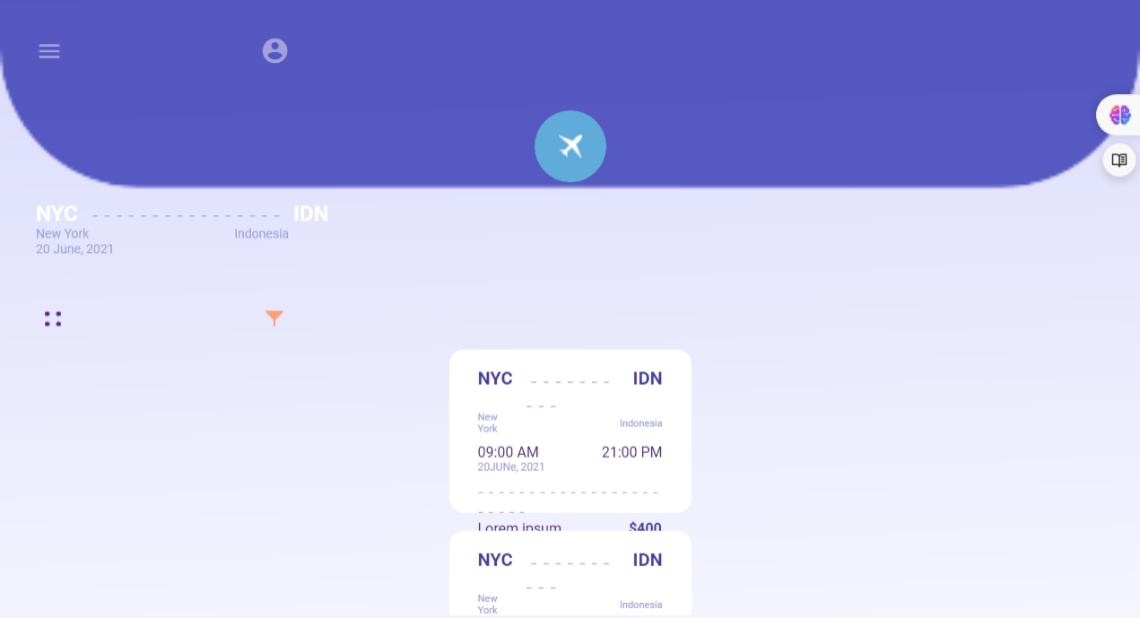 NYC - - - - - - - - - - - - - - - - IDN
New York Indonesia
20 June, 2021
NYC - - - - - - - IDN
- - -
New
York Indonesia
09:00 AM 21:00 PM
20JUNe, 2021
- - - - - - - - - - - - - - - - - -
- - - - -
Lorem ipsum $400
NYC - - - - - - - IDN
- - -
New
York Indonesia